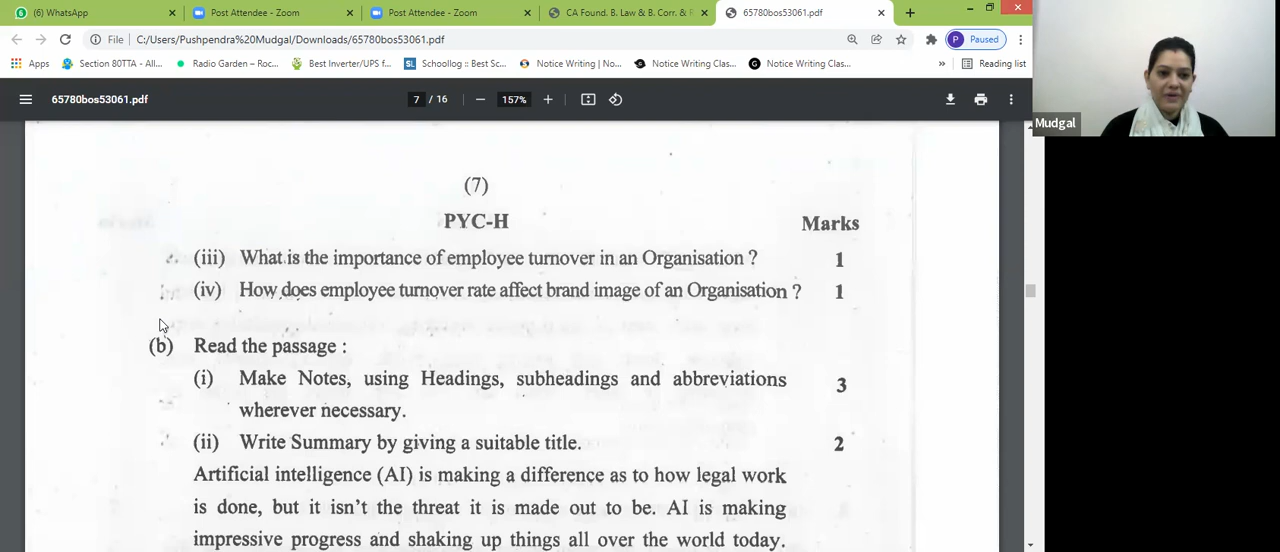 (6) WhatsApp
Post Attendee - Zoom
Post Attendee - Zoom
CA Found. B. Law & B. Corr. & R
65780bos53061.pdf
File
C:/Users/Pushpendra%20Mudgal/Downloads/65780bos53061.pdf
P Paused
Apps
Section 80TTA - All...
Radio Garden – Roc...
Best Inverter/UPS f...
SL Schoollog :: Best Sc...
Notice Writing | No...
Notice Writing Clas...
G Notice Writing Clas...
»
Reading list
65780bos53061.pdf
7 / 16
157%
Mudgal
(7)
PYC-H
Marks
(iii) What is the importance of employee turnover in an Organisation ? 1
(iv) How does employee turnover rate affect brand image of an Organisation ? 1
(b) Read the passage :
(i) Make Notes, using Headings, subheadings and abbreviations 3
wherever necessary.
(ii) Write Summary by giving a suitable title. 2
Artificial intelligence (AI) is making a difference as to how legal work
is done, but it isn't the threat it is made out to be. AI is making
impressive progress and shaking up things all over the world today.